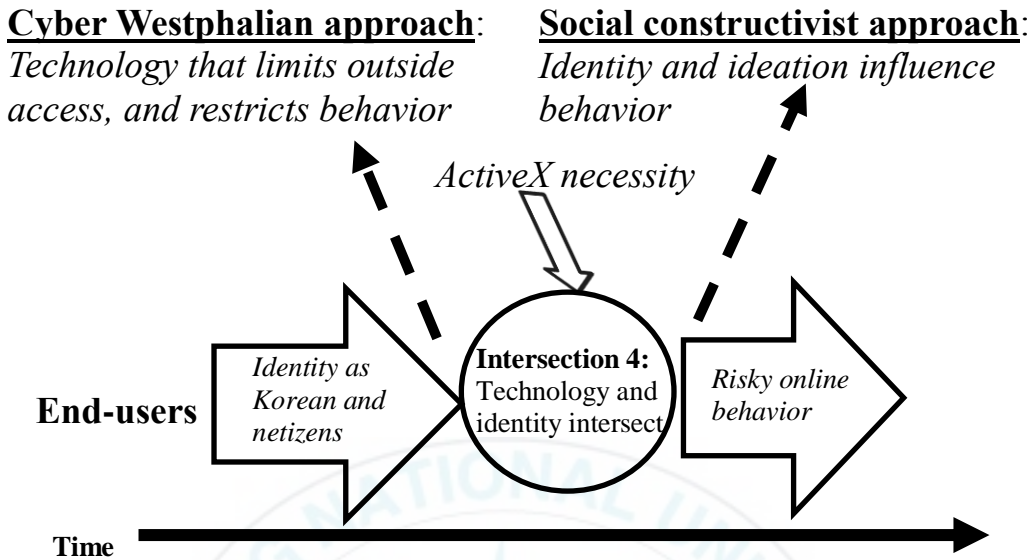 Cyber Westphalian approach:
Technology that limits outside
access, and restricts behavior
Social constructivist approach:
Identity and ideation influence
behavior
ActiveX necessity
End-users
Identity as
Korean and
netizens
Intersection 4:
Technology and
identity intersect
Risky online
behavior
Time
NATIONAL